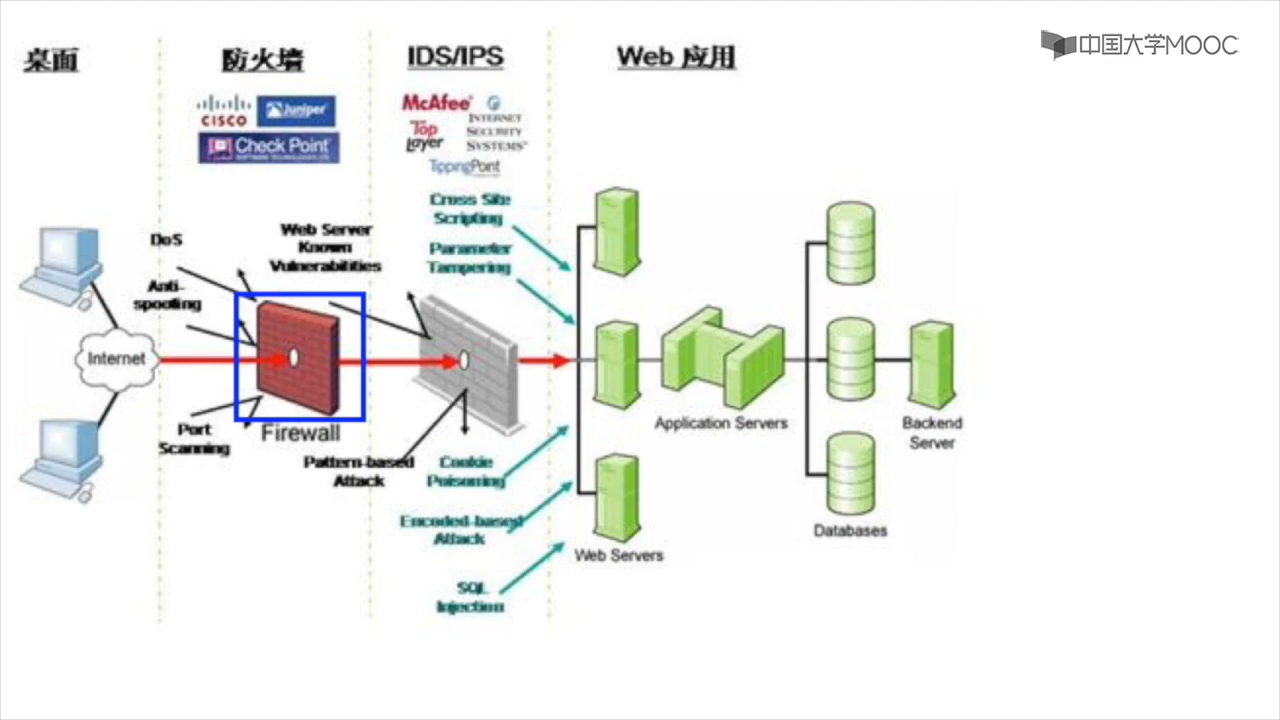 桌面
防火墙
IDS/IPS
Web 应用
中国大学MOOC
CISCO
Juniper
Check Point
SOFTWARE TECHNOLOGIES LTD.
McAfee
Top
Layer
INTERNET
SECURITY
SYSTEMS
TippingPoint
Cross Site
Scripting
Parameter
Tampering
DoS
Web Server
Known
Vulnerabilities
Anti-
spoofing
Internet
Port
Scanning
Firewall
Pattern-based
Attack
Cookie
Poisoning
Encoded-based
Attack
SQL
Injection
Web Servers
Application Servers
Databases
Backend
Server